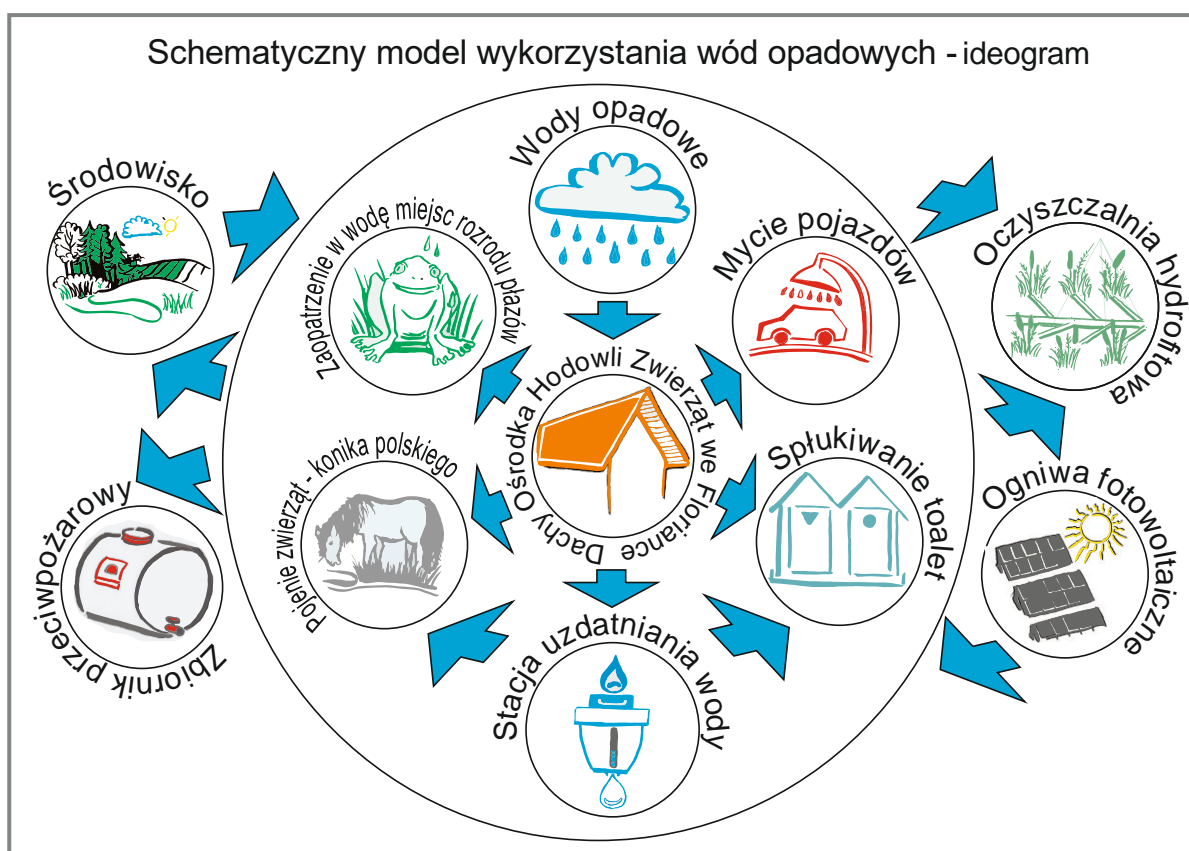 Schematyczny model wykorzystania wód opadowych - ideogram
Wody opadowe
Środowisko
Zaopatrzenie w wodę miejsc rozrodu płazów
Mycie pojazdów
Oczyszczalnia hydrofitowa
Dachy Ośrodka Hodowli Zwierząt we Floriance
Pojenie zwierząt - konika polskiego
Spłukiwanie toalet
Zbiornik przeciwpożarowy
Ogniwa fotowoltaiczne
Stacja uzdatniania wody